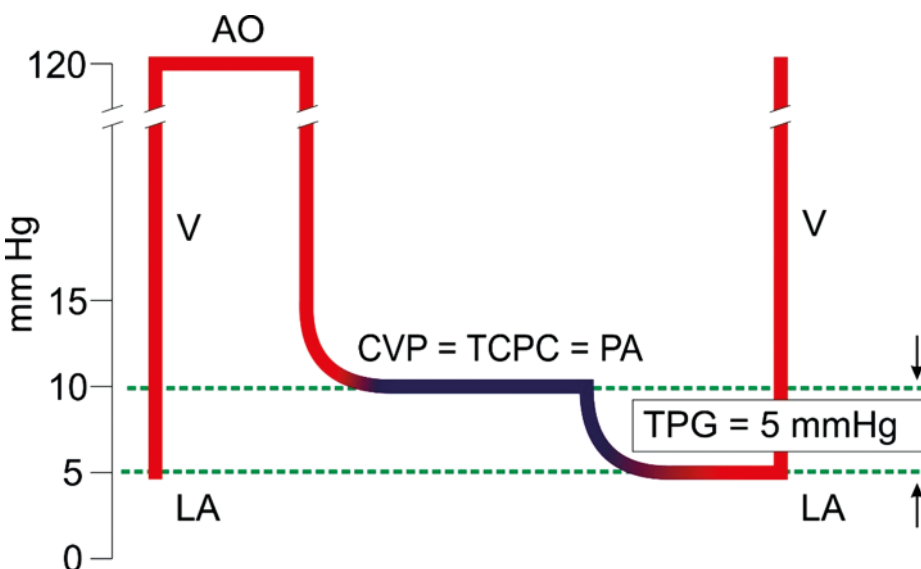 AO
120
V
V
mm Hg
15
CVP = TCPC = PA
10
TPG = 5 mmHg
5
LA
LA
0